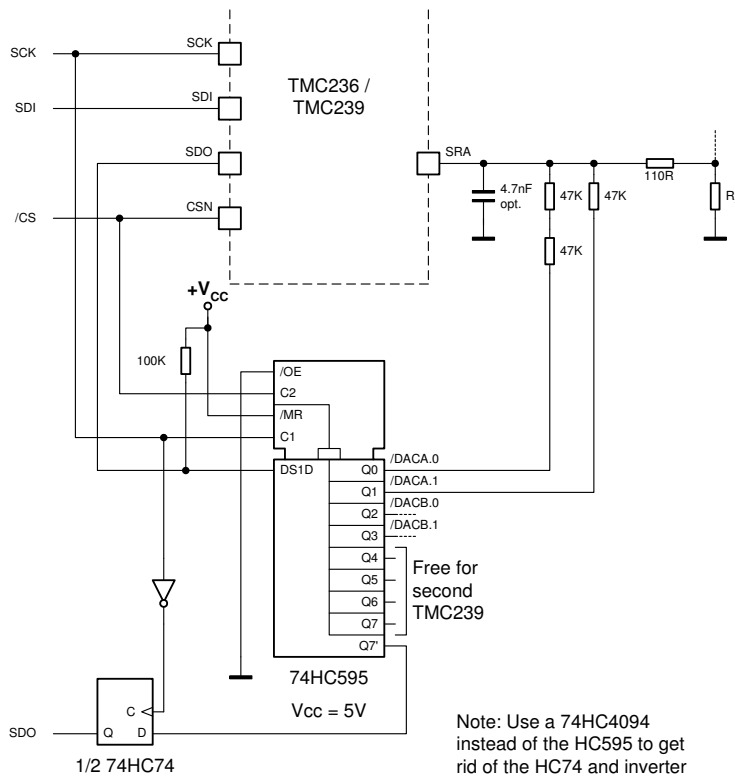 SCK
SCK
TMC236 /
TMC239
SDI
SDI
SDO
SRA
110R
4.7nF
opt.
47K
47K
R
/CS
CSN
47K
+VCC
100K
/OE
C2
/MR
C1
DS1D
Q0
/DACA.0
Q1
/DACA.1
Q2
/DACB.0
Q3
/DACB.1
Q4
Q5
Q6
Q7
Q7'
Free for
second
TMC239
74HC595
Vcc = 5V
C
SDO
Q
D
1/2 74HC74
Note: Use a 74HC4094
instead of the HC595 to get
rid of the HC74 and inverter